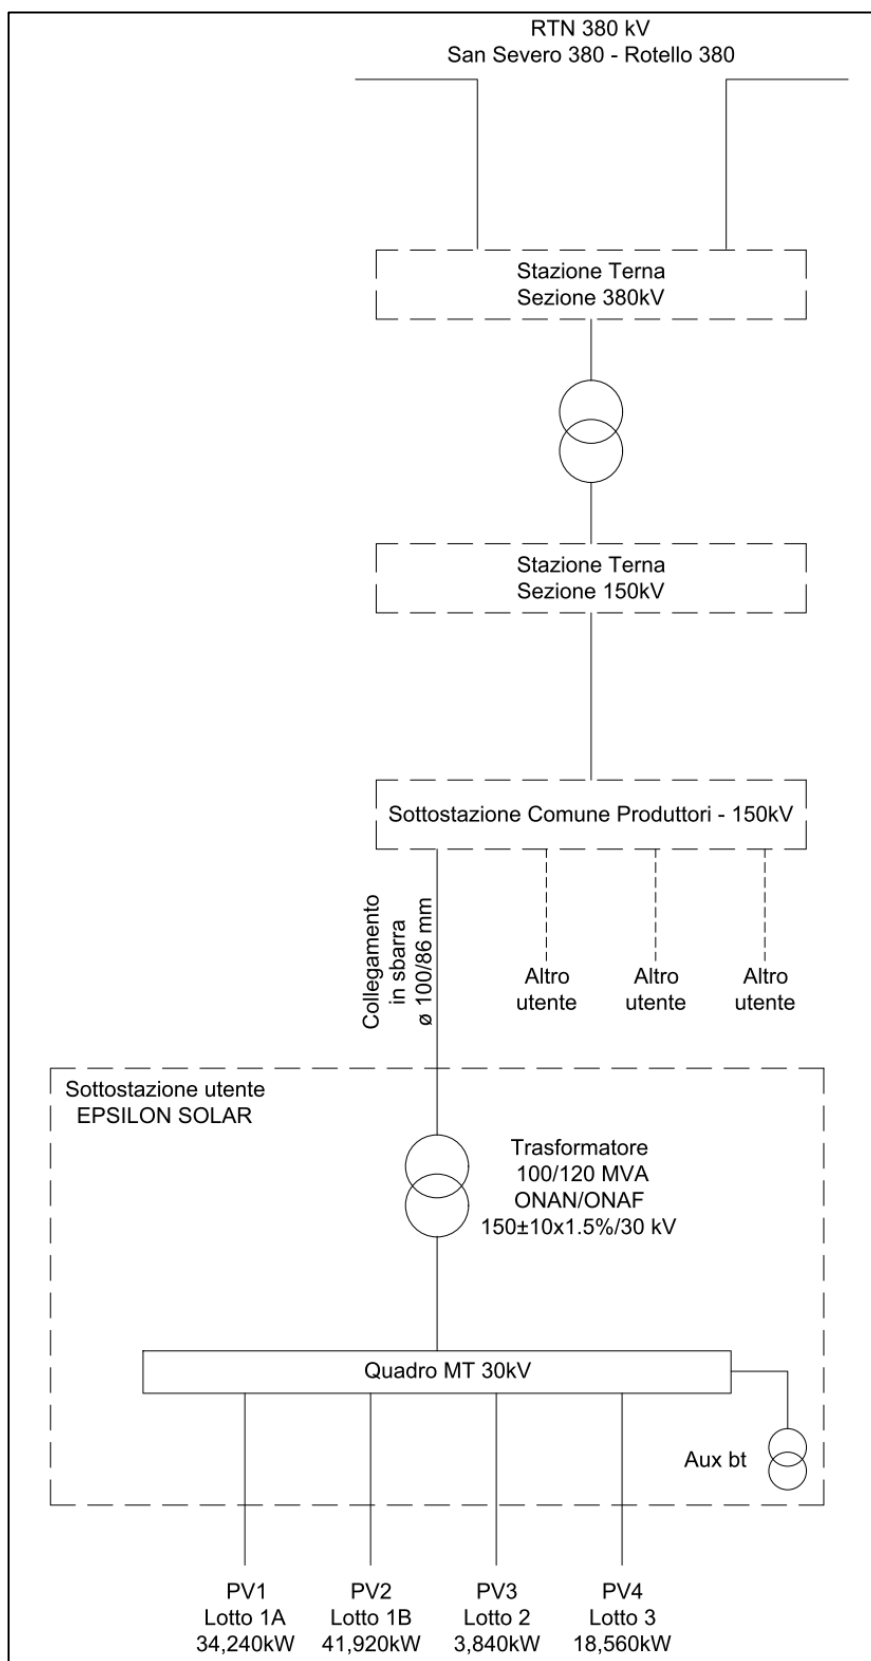 RTN 380 kV
San Severo 380 - Rotello 380
Stazione Terna
Sezione 380kV
Stazione Terna
Sezione 150kV
Sottostazione Comune Produttori - 150kV
Collegamento
in sbarra
ø 100/86 mm
Altro
utente
Altro
utente
Altro
utente
Sottostazione utente
EPSILON SOLAR
Trasformatore
100/120 MVA
ONAN/ONAF
150±10x1.5%/30 kV
Quadro MT 30kV
Aux bt
PV1
Lotto 1A
34,240kW
PV2
Lotto 1B
41,920kW
PV3
Lotto 2
3,840kW
PV4
Lotto 3
18,560kW